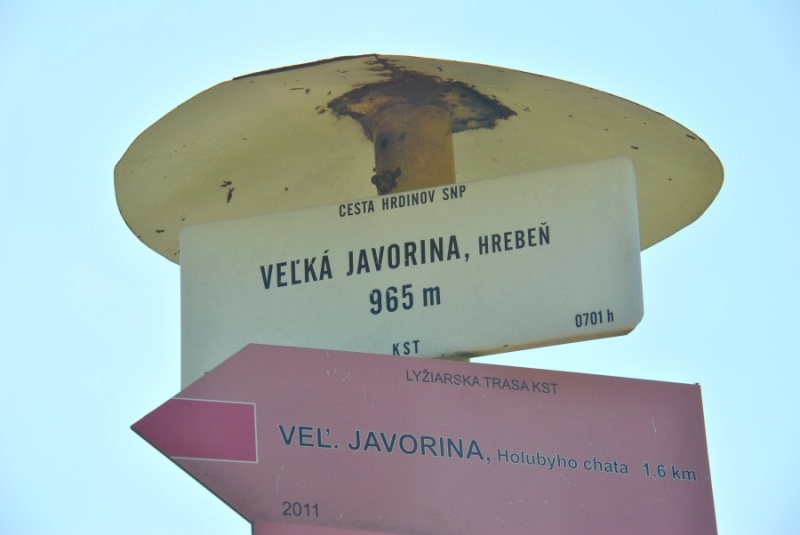 CESTA HRDINOV SNP
VEĽKÁ JAVORINA, HREBEŇ
965 m
0701 h
KST
LYŽIARSKA TRASA KST
VEĽ. JAVORINA, Holubyho chata 1,6 km
2011